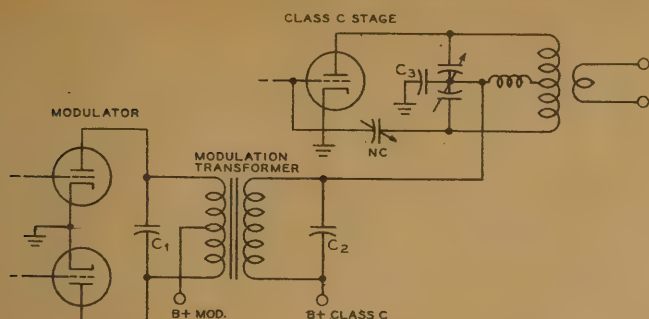 CLASS C STAGE
C3
MODULATOR
NC
MODULATION
TRANSFORMER
C1
C2
B+ MOD.
B+ CLASS C